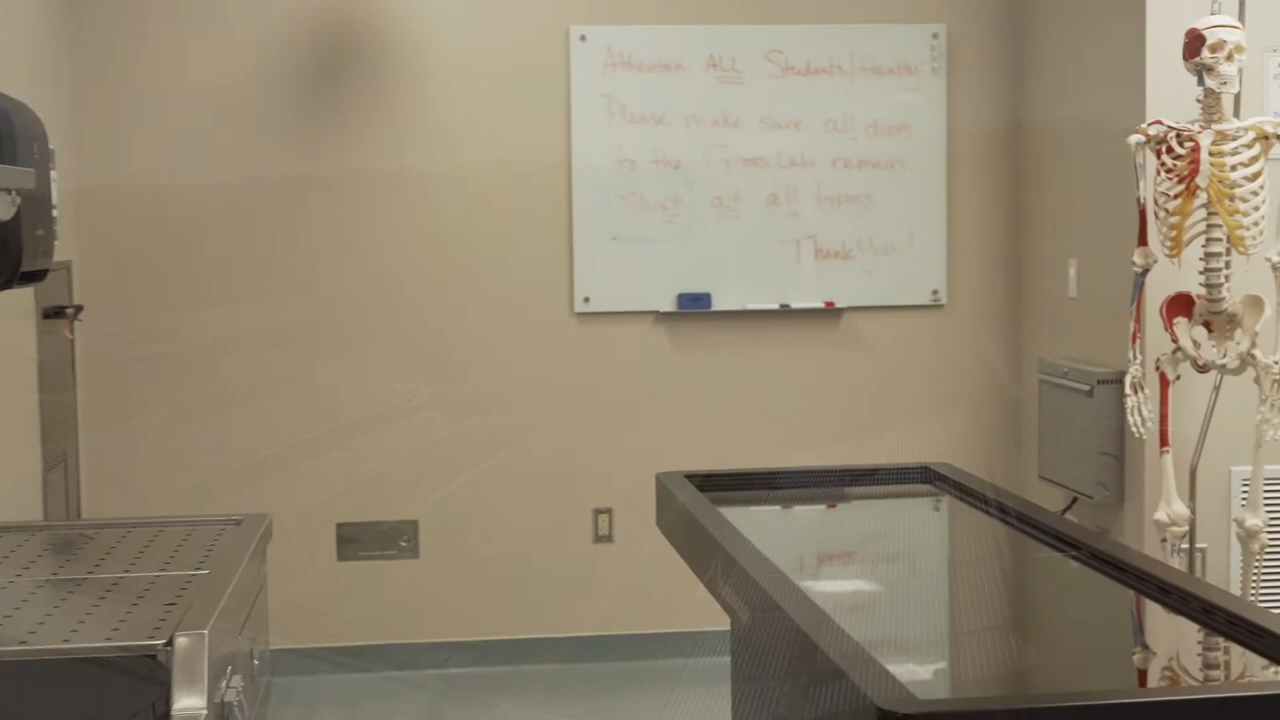 Attention ALL Students/Faculty
Please make sure all doors
to the Gross Lab remain
shut at all times
Thank You!